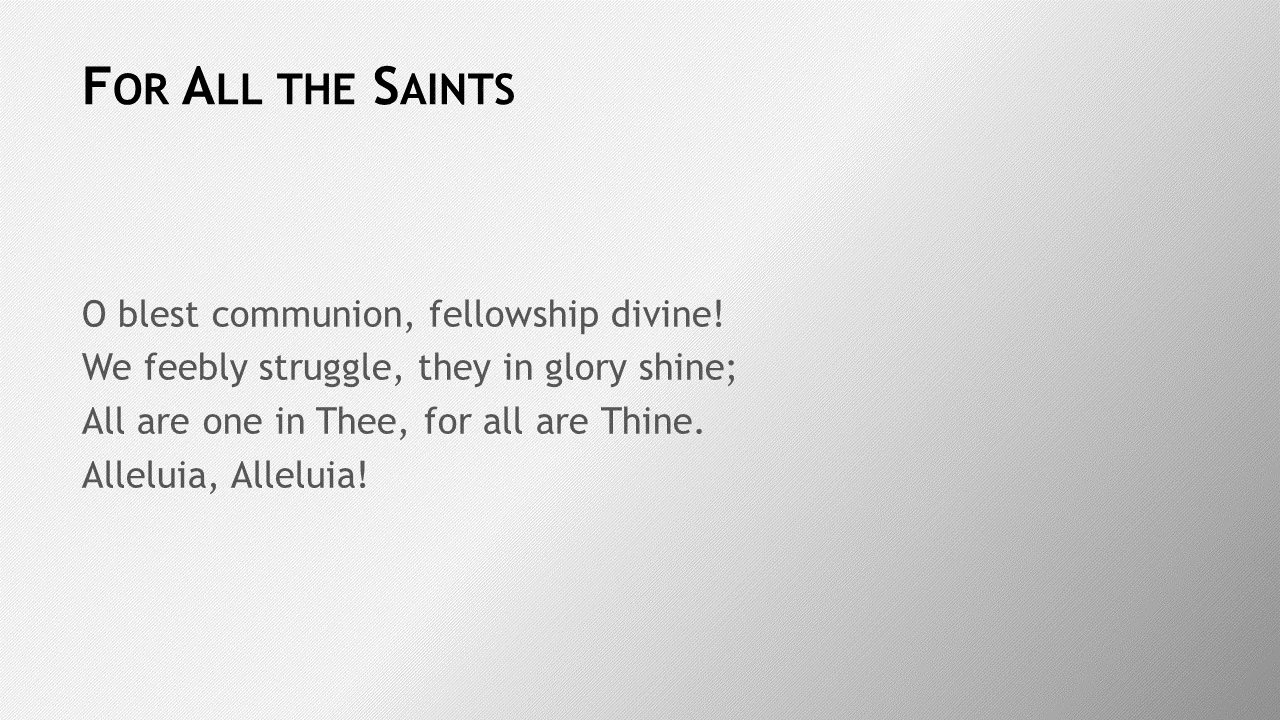 For All the Saints
O blest communion, fellowship divine!
We feebly struggle, they in glory shine;
All are one in Thee, for all are Thine.
Alleluia, Alleluia!